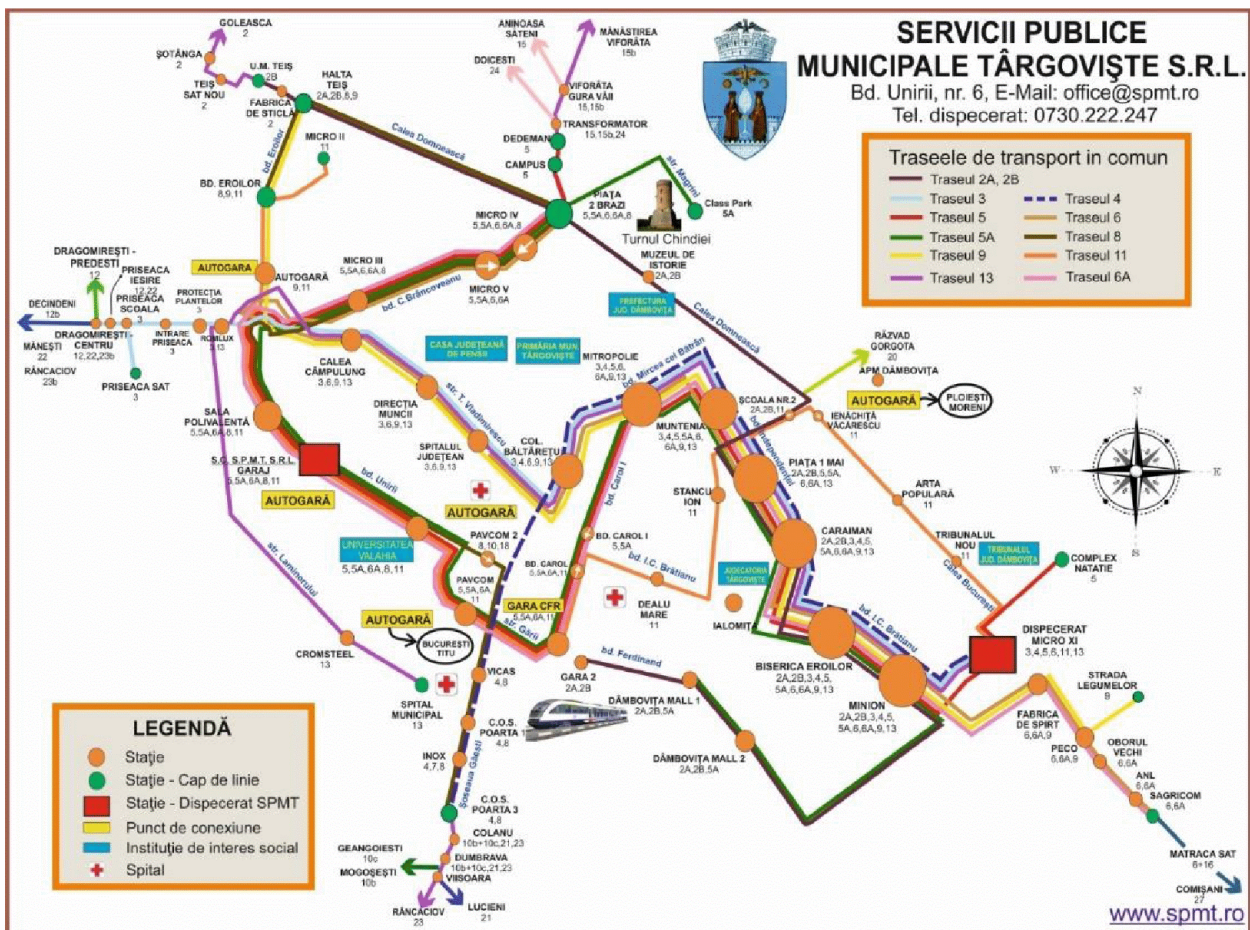 SERVICII PUBLICE
MUNICIPALE TÂRGOVIŞTE S.R.L.
Bd. Unirii, nr. 6, E-Mail: office@spmt.ro
Tel. dispecerat: 0730.222.247
Traseele de transport in comun
Traseul 2A, 2B
Traseul 3
Traseul 4
Traseul 5
Traseul 6
Traseul 5A
Traseul 8
Traseul 9
Traseul 11
Traseul 13
Traseul 6A
GOLEASCA
2
ŞOTÂNGA
2
U.M. TEIŞ
2B
TEIŞ
SAT NOU
2
FABRICA
DE STICLĂ
2
HALTA
TEIŞ
2A,2B,8,9
MICRO II
11
bd. Eroilor
BD. EROILOR
8,9,11
Calea Domnească
ANINOASA
SĂTENI
15
DOICESTI
24
MĂNĂSTIREA
VIFORÂTA
15b
VIFORÂTA
GURA VĂII
15,15b
TRANSFORMATOR
15,15b,24
DEDEMAN
5
CAMPUS
5
PIAŢA
2 BRAZI
5,5A,6,6A,8
str. Magrini
Class Park
5A
Turnul Chindiei
MICRO IV
5,5A,6,6A,8
MICRO III
5,5A,6,6A,8
MICRO V
5,5A,6,6A
bd. C.Brâncoveanu
MUZEUL DE
ISTORIE
2A,2B
PREFECTURA
JUD. DÂMBOVIŢA
Calea Domnească
AUTOGARA
AUTOGARĂ
9,11
DRAGOMIREŞTI -
PREDESTI
12
PRISEACA
IESIRE
12,22
PRISEACA
SCOALA
3
PROTECŢIA
PLANTELOR
3
DECINDENI
12b
MĂNEŞTI
22
RÂNCACIOV
23b
DRAGOMIREŞTI -
CENTRU
12,22,23b
INTRARE
PRISEACA
3
ROMLUX
3,13
PRISEACA SAT
3
CALEA
CÂMPULUNG
3,6,9,13
CASA JUDEŢEANĂ
DE PENSII
PRIMĂRIA MUN.
TÂRGOVIŞTE
MITROPOLIE
3,4,5,6,
6A,9,13
bd. Mircea cel Bătrân
DIRECŢIA
MUNCII
3,6,9,13
str. T. Vladimirescu
SPITALUL
JUDEŢEAN
3,6,9,13
COL.
BĂLTĂREŢU
3,4,6,9,13
MUNTENIA
3,4,5,5A,6,
6A,9,13
ŞCOALA NR.2
2A,2B,11
IENĂCHIŢĂ
VĂCĂRESCU
11
RĂZVAD
GORGOTA
20
APM DÂMBOVIŢA
AUTOGARĂ
PLOIEŞTI
MORENI
SALA
POLIVALENTĂ
5,5A,6A,8,11
S.C. S.P.M.T. S.R.L.
GARAJ
5,5A,6A,8,11
AUTOGARĂ
bd. Unirii
AUTOGARĂ
bd. Carol I
bd. Independenţei
PIAŢA 1 MAI
2A,2B,5,5A,
6,6A,13
STANCU
ION
11
ARTA
POPULARĂ
11
UNIVERSITATEA
VALAHIA
5,5A,6A,8,11
PAVCOM 2
8,10,18
PAVCOM
5,5A,6A,
11
BD. CAROL I
5,5A
BD. CAROL
5,5A,6A,11
bd. I.C. Brătianu
DEALU
MARE
11
CARAIMAN
2A,2B,3,4,5,
5A,6,6A,9,13
JUDECATORIA
TÂRGOVIŞTE
IALOMIŢA
TRIBUNALUL
NOU
11
TRIBUNALUL
JUD. DÂMBOVIŢA
Calea Bucureşti
COMPLEX
NATATIE
5
str. Laminorului
CROMSTEEL
13
AUTOGARĂ
BUCUREŞTI
TITU
SPITAL
MUNICIPAL
13
GARA CFR
5,5A,6A,11
str. Gării
GARA 2
2A,2B
bd. Ferdinand
DÂMBOVIŢA MALL 1
2A,2B,5A
DÂMBOVIŢA MALL 2
2A,2B,5A
BISERICA EROILOR
2A,2B,3,4,5,
5A,6,6A,9,13
bd. I.C. Brătianu
MINION
2A,2B,3,4,5,
5A,6,6A,9,13
DISPECERAT
MICRO XI
3,4,5,6,11,13
FABRICA
DE SPIRT
6,6A,9
STRADA
LEGUMELOR
9
PECO
6,6A,9
OBORUL
VECHI
6,6A
ANL
6,6A
SAGRICOM
6,6A
MATRACA SAT
6+16
COMIŞANI
27
VICAS
4,8
C.O.S.
POARTA 1
4,8
INOX
4,7,8
Şoseaua Găeşti
C.O.S.
POARTA 3
4,8
COLANU
10b+10c,21,23
DUMBRAVA
10b+10c,21,23
GEANGOIESTI
10c
MOGOŞEŞTI
10b
VIISOARA
RÂNCACIOV
23
LUCIENI
21
N
W
E
S
LEGENDĂ
Staţie
Staţie - Cap de linie
Staţie - Dispecerat SPMT
Punct de conexiune
Instituţie de interes social
Spital
www.spmt.ro